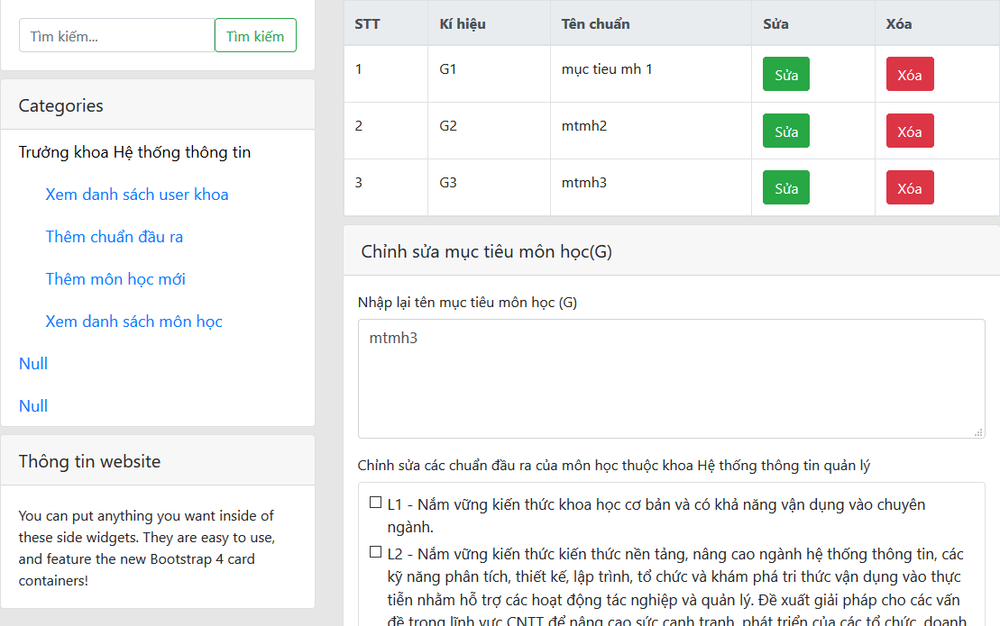 Tìm kiếm...
Tìm kiếm
Categories
Trưởng khoa Hệ thống thông tin
Xem danh sách user khoa
Thêm chuẩn đầu ra
Thêm môn học mới
Xem danh sách môn học
Null
Null
Thông tin website
You can put anything you want inside of
these side widgets. They are easy to use,
and feature the new Bootstrap 4 card
containers!
STT Kí hiệu Tên chuẩn Sửa Xóa
1 G1 mục tieu mh 1 Sửa Xóa
2 G2 mtmh2 Sửa Xóa
3 G3 mtmh3 Sửa Xóa
Chỉnh sửa mục tiêu môn học(G)
Nhập lại tên mục tiêu môn học (G)
mtmh3
Chỉnh sửa các chuẩn đầu ra của môn học thuộc khoa Hệ thống thông tin quản lý
L1 - Nắm vững kiến thức khoa học cơ bản và có khả năng vận dụng vào chuyên
ngành.
L2 - Nắm vững kiến thức kiến thức nền tảng, nâng cao ngành hệ thống thông tin, các
kỹ năng phân tích, thiết kế, lập trình, tổ chức và khám phá tri thức vận dụng vào thực
tiễn nhằm hỗ trợ các hoạt động tác nghiệp và quản lý. Đề xuất giải pháp cho các vấn
đề trong lĩnh vực CNTT để nâng cao sức cạnh tranh, phát triển của các tổ chức, doanh